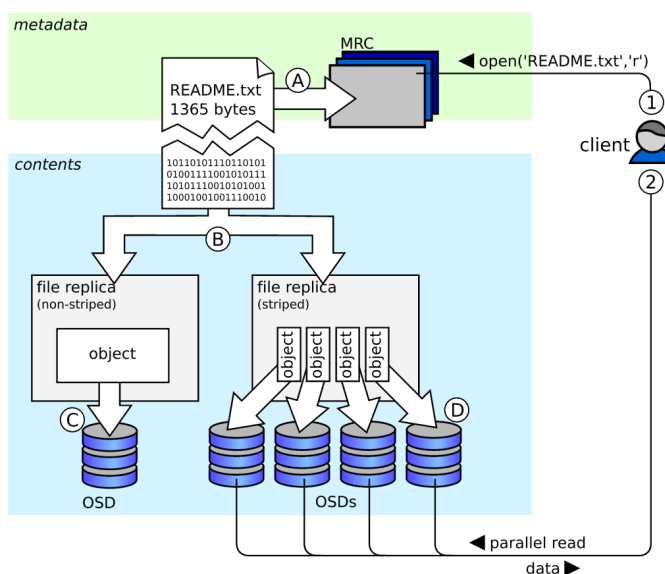 metadata
MRC
open('README.txt','r')
A
README.txt
1365 bytes
1
client
2
contents
10110101110110101
01001111001010111
10101110010101001
10001001001110010
B
file replica
(non-striped)
object
file replica
(striped)
object
object
object
object
C
D
OSD
OSDs
parallel read
data